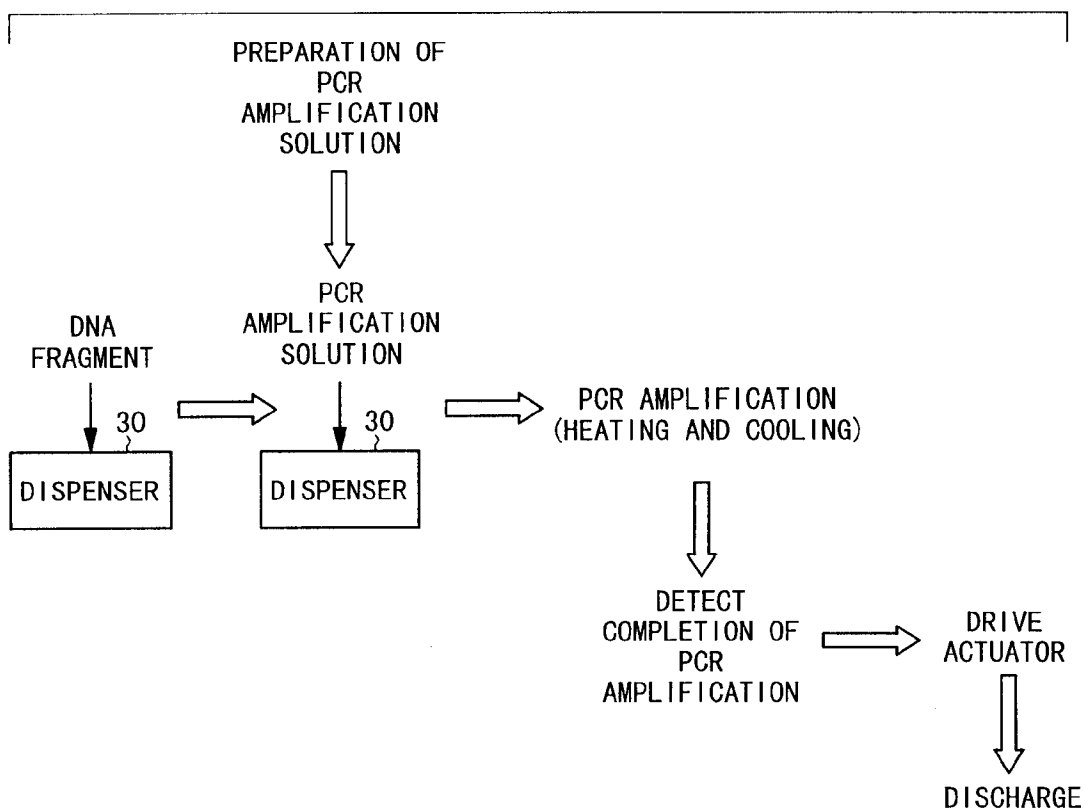 PREPARATION OF
PCR
AMPLIFICATION
SOLUTION
PCR
AMPLIFICATION
SOLUTION
DNA
FRAGMENT
30
DISPENSER
30
DISPENSER
PCR AMPLIFICATION
(HEATING AND COOLING)
DETECT
COMPLETION OF
PCR
AMPLIFICATION
DRIVE
ACTUATOR
DISCHARGE